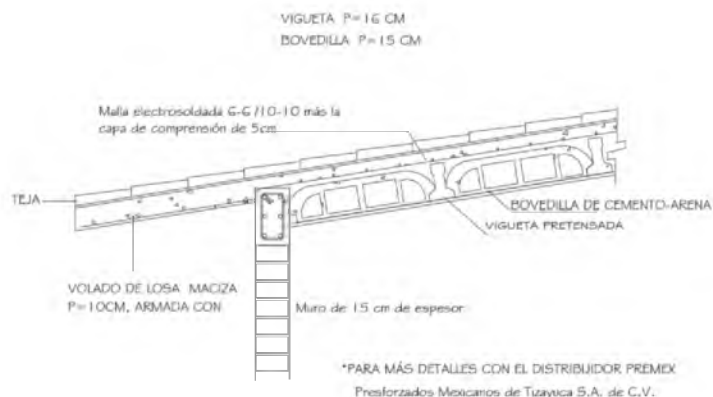 VIGUETA P=16 CM
BOVEDILLA P=15 CM
Malla electrosoldada 6-6/10-10 más la
capa de comprensión de 5cm
TEJA
BOVEDILLA DE CEMENTO-ARENA
VIGUETA PRETENSADA
VOLADO DE LOSA MACIZA
P=10CM, ARMADA CON
Muro de 15 cm de espesor
*PARA MÁS DETALLES CON EL DISTRIBUIDOR PREMEX
Presforzados Mexicanos de Tizayuca S.A. de C.V.